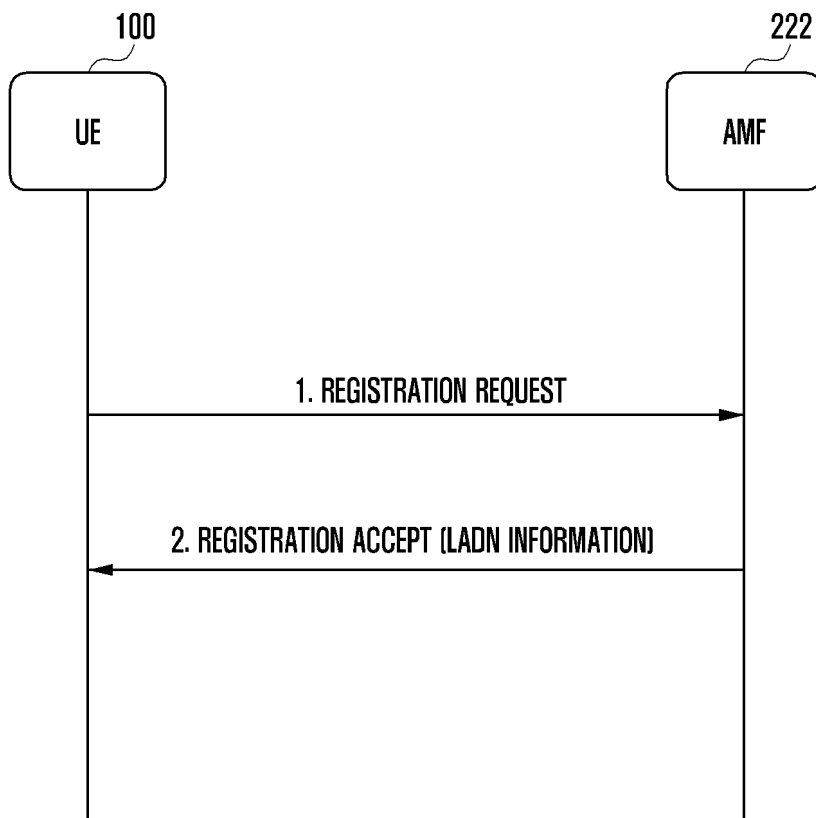 100
222
UE
AMF
1. REGISTRATION REQUEST
2. REGISTRATION ACCEPT (LADN INFORMATION)